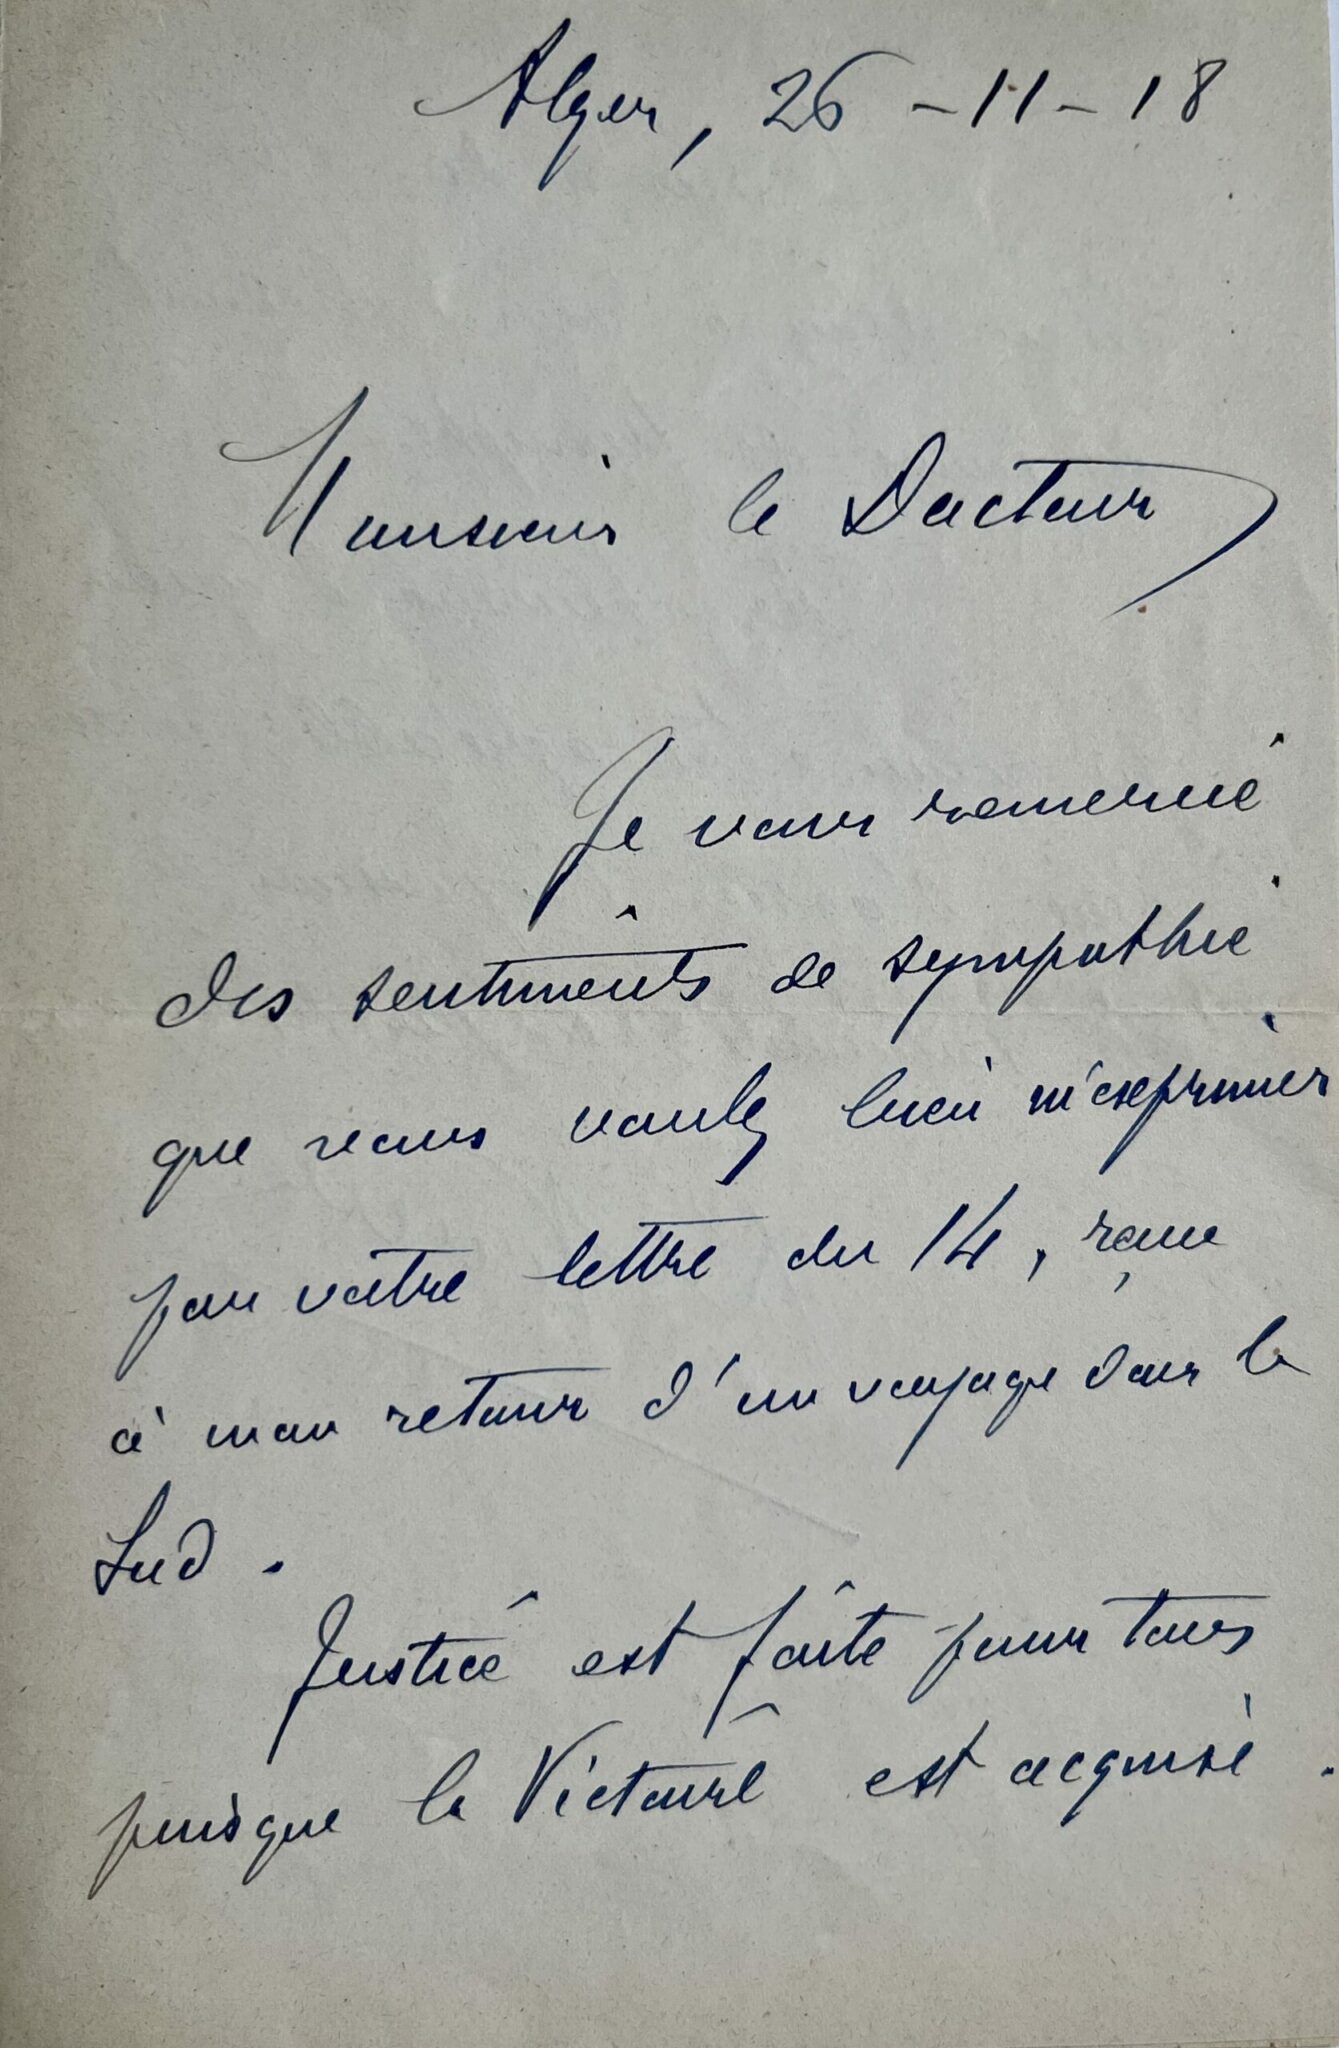 Alger, 26-11-18
Monsieur le Docteur
Je vous remercie
des sentiments de sympathie
que vous voulez bien m'exprimer
par votre lettre du 14, reçue
à mon retour d'un voyage dans le
Sud.
Justice est faite pour tous
puisque la Victoire est acquise.